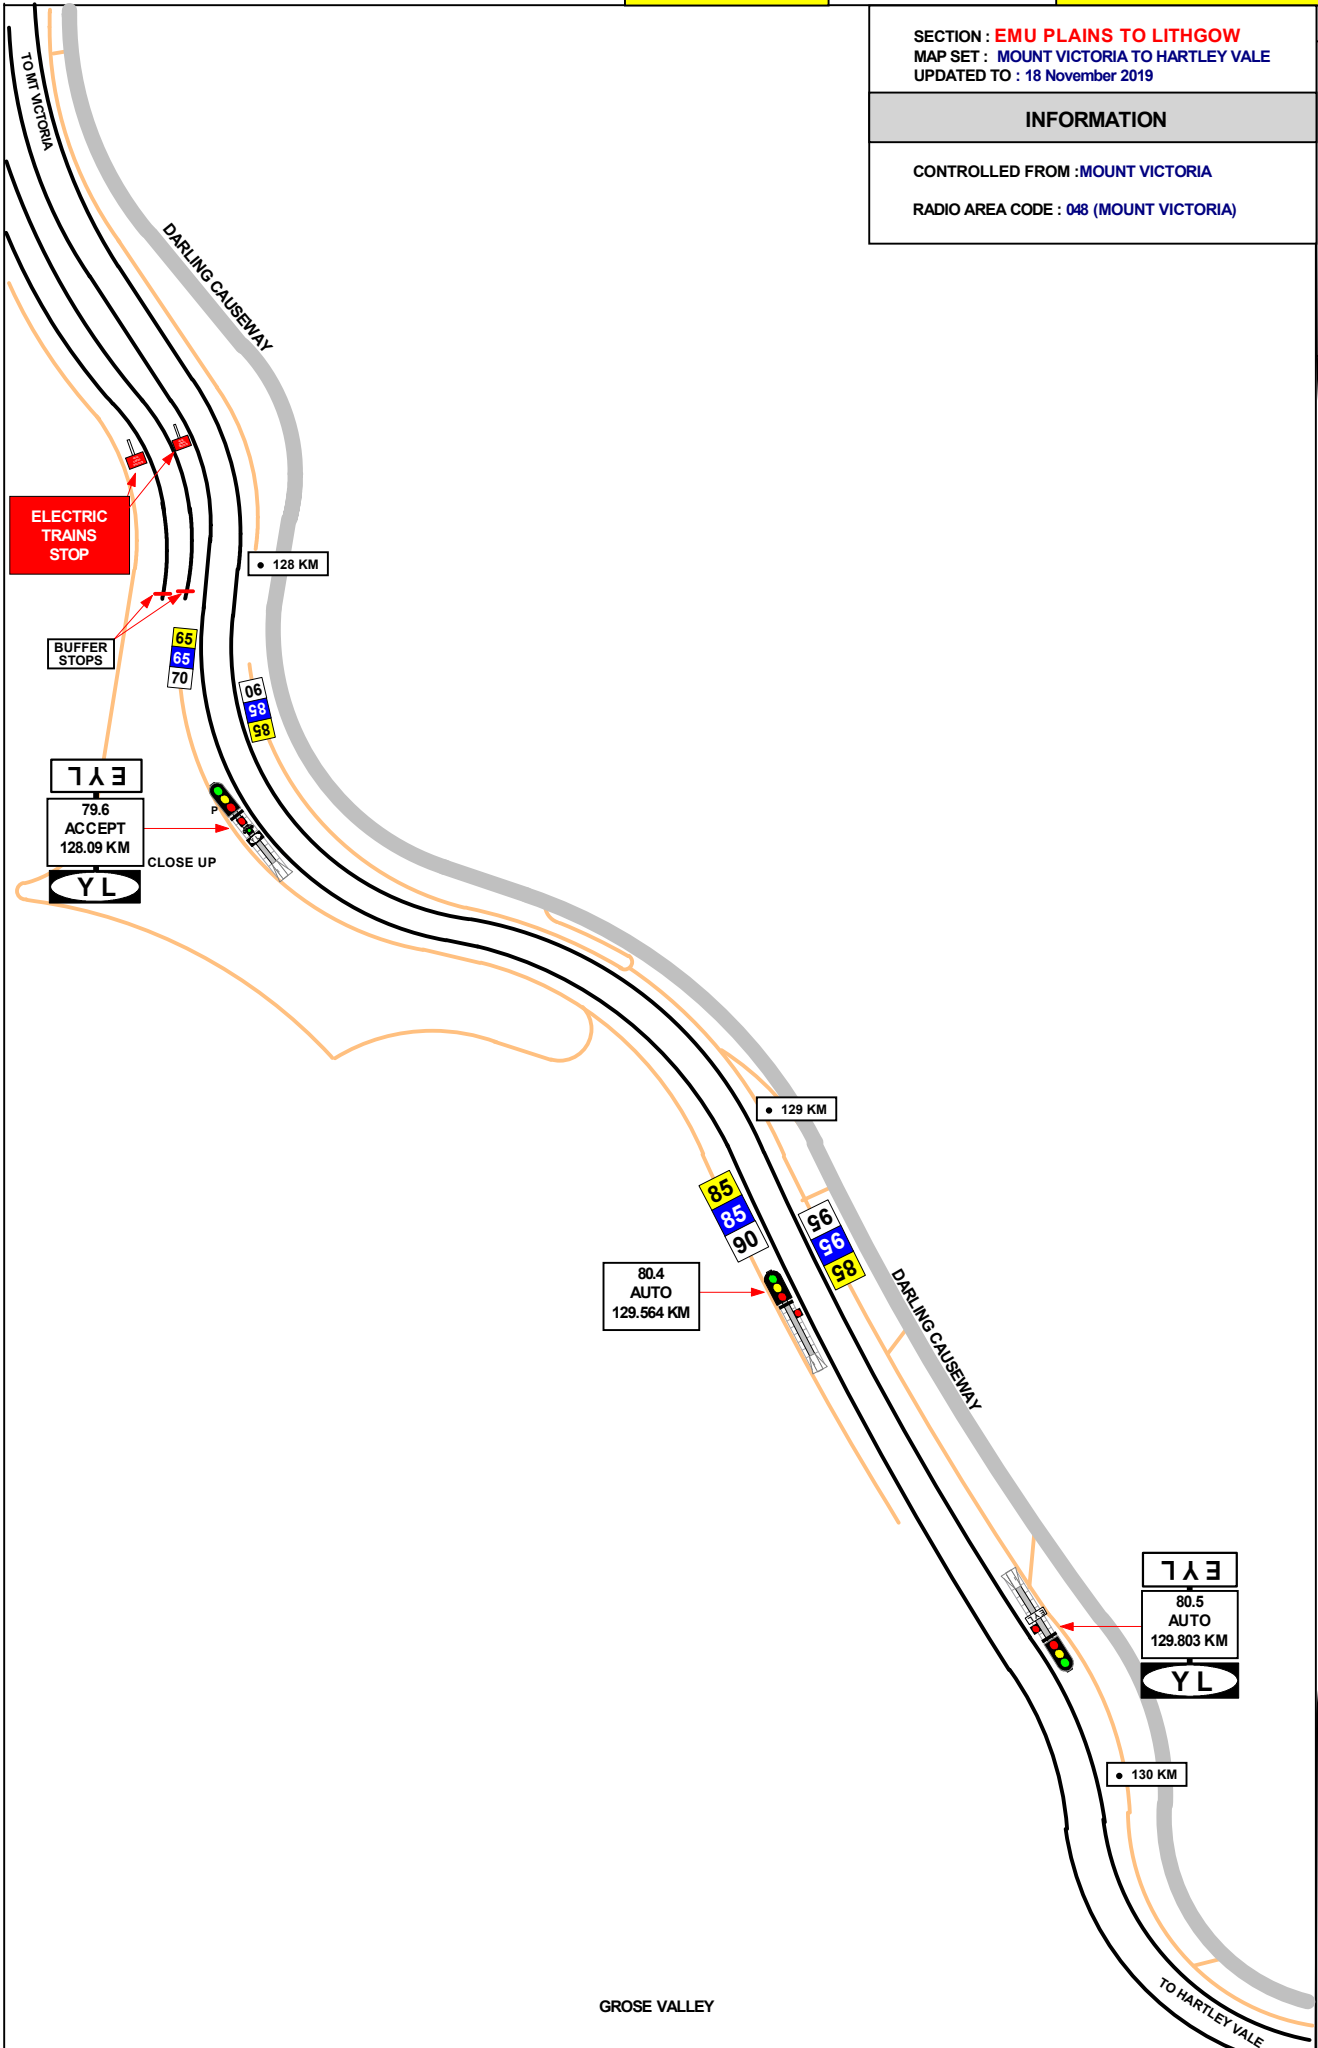 SECTION : EMU PLAINS TO LITHGOW
MAP SET : MOUNT VICTORIA TO HARTLEY VALE
UPDATED TO : 18 November 2019
INFORMATION
CONTROLLED FROM :MOUNT VICTORIA
RADIO AREA CODE : 048 (MOUNT VICTORIA)
TO MT VICTORIA
DARLING CAUSEWAY
ELECTRIC
TRAINS
STOP
128 KM
BUFFER
STOPS
65
65
70
90
85
85
EYL
79.6
ACCEPT
128.09 KM
YL
CLOSE UP
P
129 KM
85
85
90
95
95
85
80.4
AUTO
129.564 KM
DARLING CAUSEWAY
EYL
80.5
AUTO
129.803 KM
YL
130 KM
TO HARTLEY VALE
GROSE VALLEY